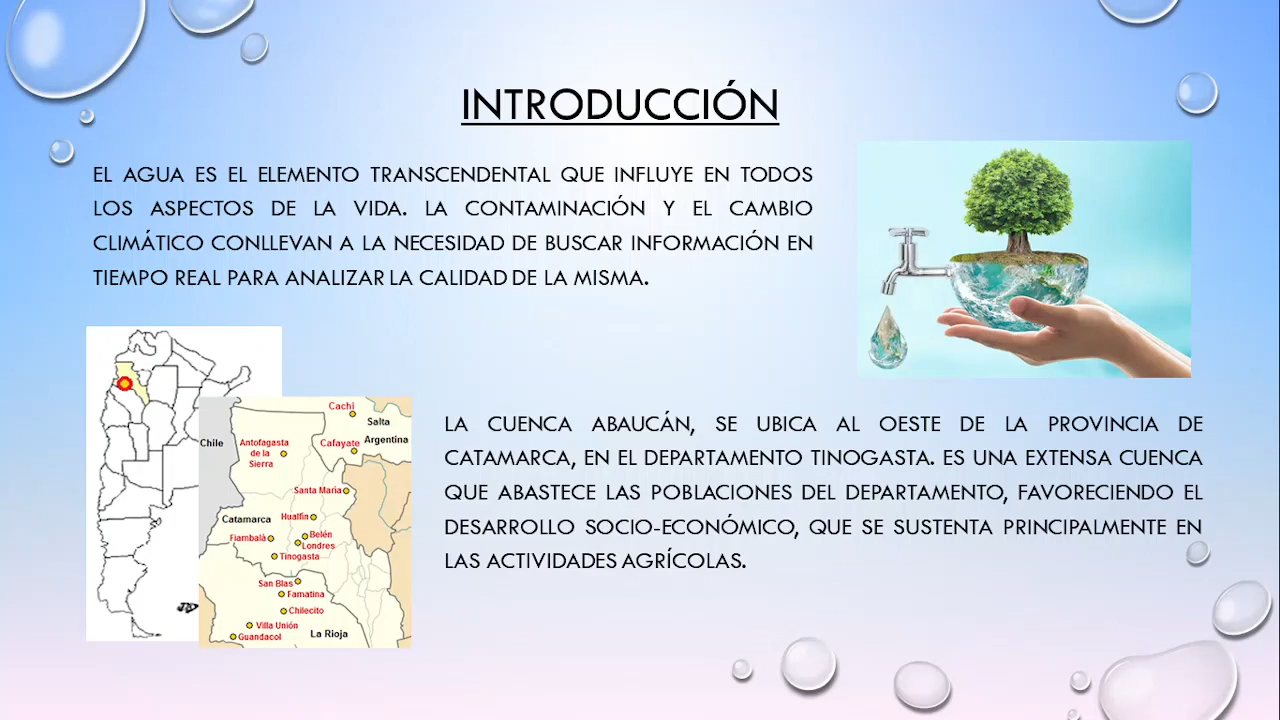 INTRODUCCIÓN
EL AGUA ES EL ELEMENTO TRANSCENDENTAL QUE INFLUYE EN TODOS
LOS ASPECTOS DE LA VIDA. LA CONTAMINACIÓN Y EL CAMBIO
CLIMÁTICO CONLLEVAN A LA NECESIDAD DE BUSCAR INFORMACIÓN EN
TIEMPO REAL PARA ANALIZAR LA CALIDAD DE LA MISMA.
Cachi
Salta
Chile
Antofagasta
de la
Sierra
Cafayate
Argentina
Santa María
Catamarca
Hualfín
Fiambalá
Belén
Londres
Tinogasta
San Blas
Famatina
Chilecito
Villa Unión
Guandacol
La Rioja
LA CUENCA ABAUCÁN, SE UBICA AL OESTE DE LA PROVINCIA DE
CATAMARCA, EN EL DEPARTAMENTO TINOGASTA. ES UNA EXTENSA CUENCA
QUE ABASTECE LAS POBLACIONES DEL DEPARTAMENTO, FAVORECIENDO EL
DESARROLLO SOCIO-ECONÓMICO, QUE SE SUSTENTA PRINCIPALMENTE EN
LAS ACTIVIDADES AGRÍCOLAS.